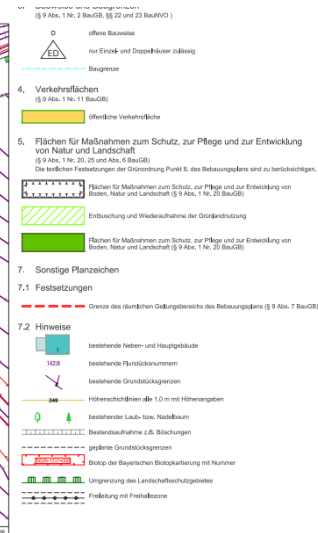 (§ 9 Abs. 1 Nr. 2 BauGB, §§ 22 und 23 BauNVO )
o offene Bauweise
ED nur Einzel- und Doppelhäuser zulässig
Baugrenze
4. Verkehrsflächen
(§ 9 Abs. 1 Nr. 11 BauGB)
öffentliche Verkehrsfläche
5. Flächen für Maßnahmen zum Schutz, zur Pflege und zur Entwicklung
von Natur und Landschaft
(§ 9 Abs. 1 Nr. 20, 25 und Abs. 6 BauGB)
Die textlichen Festsetzungen der Grünordnung Punkt 8. des Bebauungsplans sind zu berücksichtigen.
Flächen für Maßnahmen zum Schutz, zur Pflege und zur Entwicklung von
Boden, Natur und Landschaft (§ 9 Abs. 1, Nr. 20 BauGB)
Entbuschung und Wiederaufnahme der Grünlandnutzung
Flächen für Maßnahmen zum Schutz, zur Pflege und zur Entwicklung von
Boden, Natur und Landschaft (§ 9 Abs. 1, Nr. 20 BauGB)
7. Sonstige Planzeichen
7.1 Festsetzungen
Grenze des räumlichen Geltungsbereichs des Bebauungsplans (§ 9 Abs. 7 BauGB)
7.2 Hinweise
1 bestehende Neben- und Hauptgebäude
142/8 bestehende Flurstücksnummern
bestehende Grundstücksgrenzen
349 Höhenschichtlinien alle 1,0 m mit Höhenangaben
bestehender Laub- bzw. Nadelbaum
Bestandsaufnahme z.B. Böschungen
geplante Grundstücksgrenzen
Biotop der Bayerischen Biotopkartierung mit Nummer
Umgrenzung des Landschaftsschutzgebietes
Freileitung mit Freihaltezone